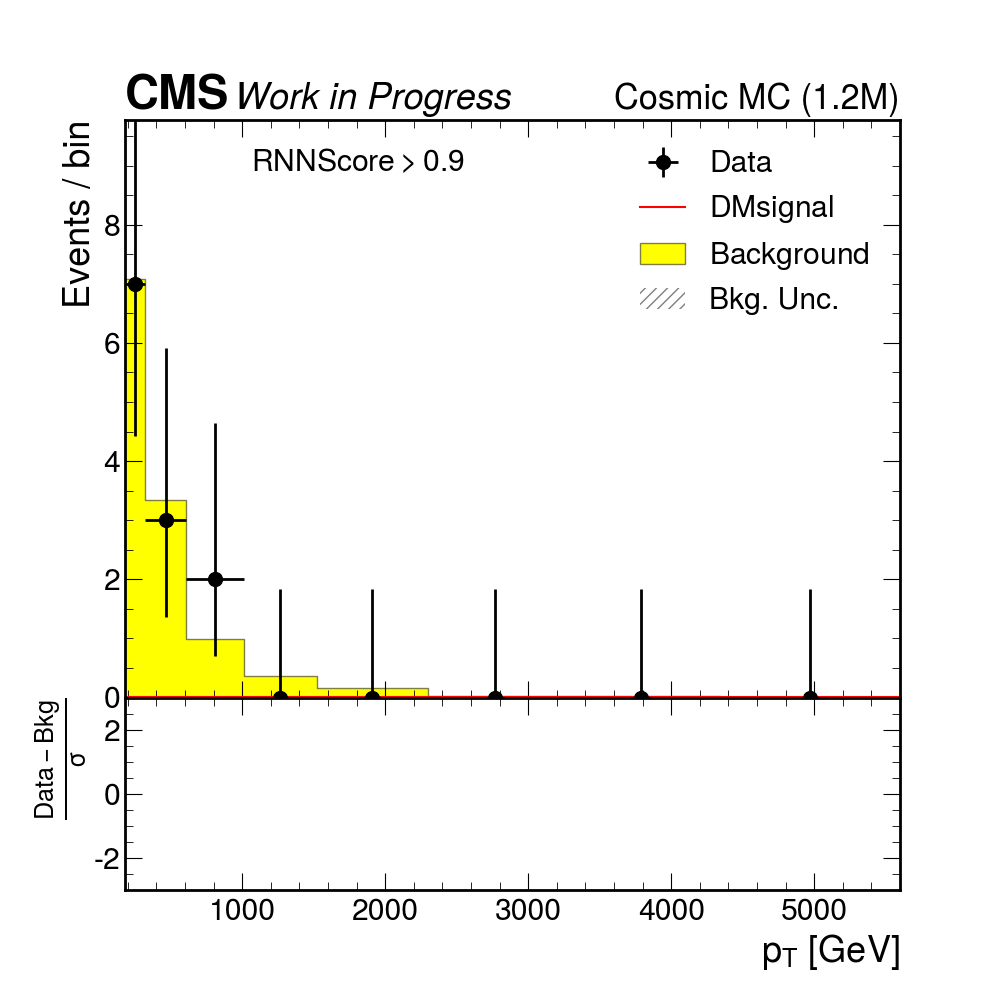 CMS Work in Progress Cosmic MC (1.2M)
Events / bin
RNNScore > 0.9
Data
DMsignal
Background
Bkg. Unc.
8
6
4
2
0
Data − Bkg
σ
2
0
-2
1000 2000 3000 4000 5000
pT [GeV]